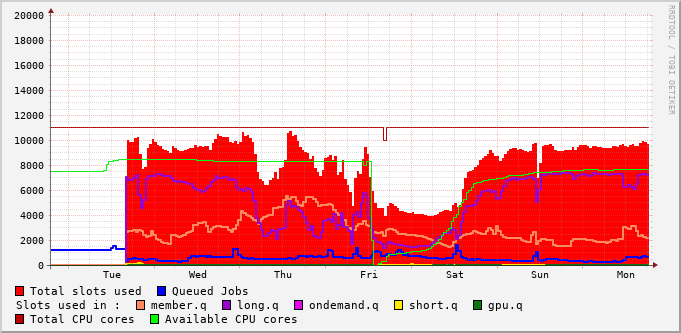 20000
18000
16000
14000
12000
10000
8000
6000
4000
2000
0
Tue Wed Thu Fri Sat Sun Mon
Total slots used Queued Jobs
Slots used in : member.q long.q ondemand.q short.q gpu.q
Total CPU cores Available CPU cores
RRDTOOL / TOBI OETIKER